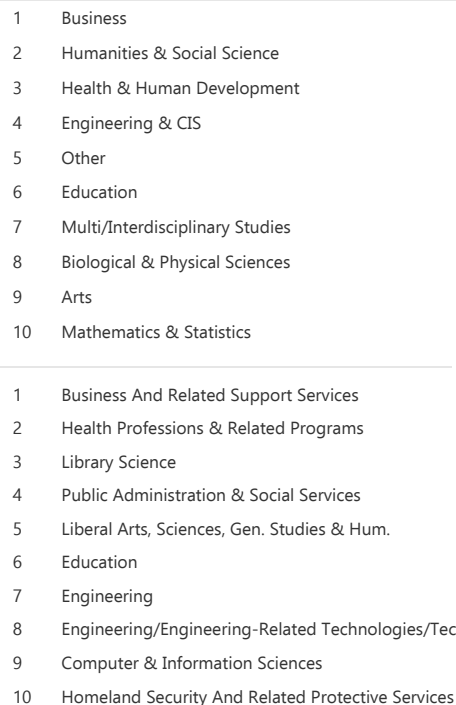 1 Business
2 Humanities & Social Science
3 Health & Human Development
4 Engineering & CIS
5 Other
6 Education
7 Multi/Interdisciplinary Studies
8 Biological & Physical Sciences
9 Arts
10 Mathematics & Statistics
1 Business And Related Support Services
2 Health Professions & Related Programs
3 Library Science
4 Public Administration & Social Services
5 Liberal Arts, Sciences, Gen. Studies & Hum.
6 Education
7 Engineering
8 Engineering/Engineering-Related Technologies/Tec
9 Computer & Information Sciences
10 Homeland Security And Related Protective Services